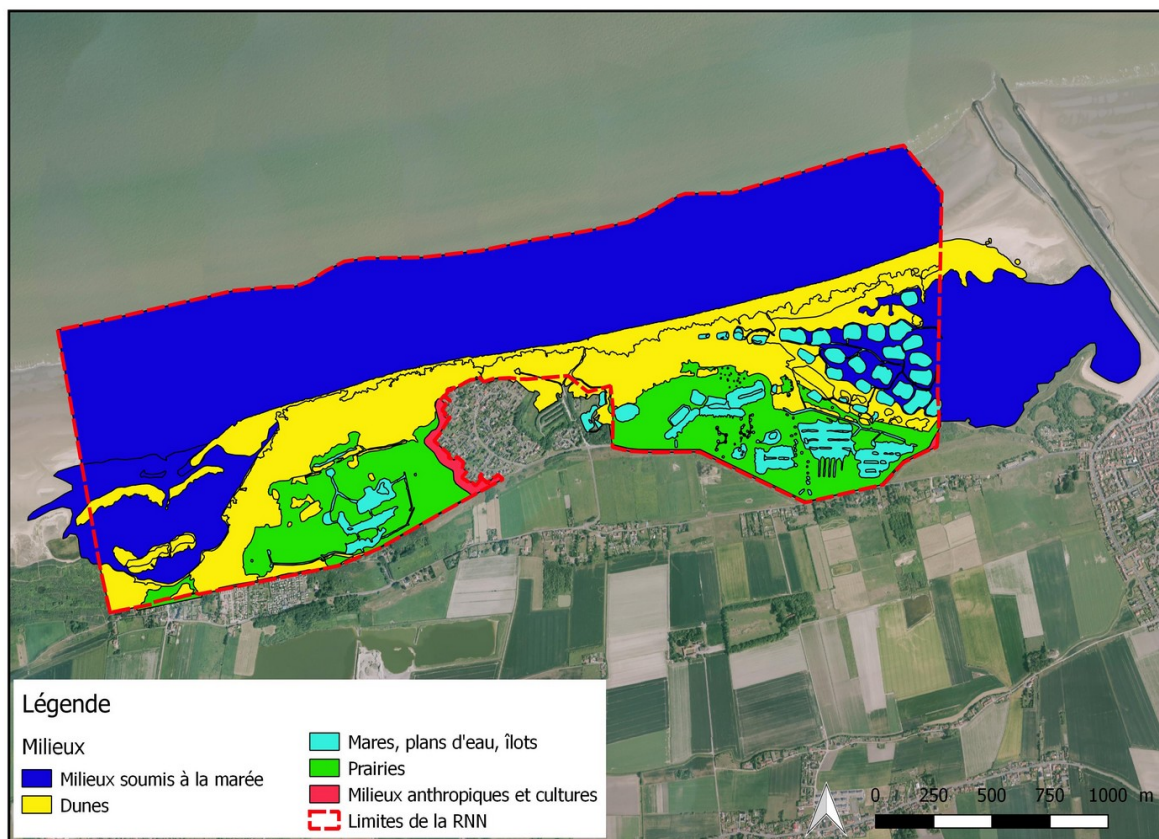 Légende
Milieux
Milieux soumis à la marée
Dunes
Mares, plans d'eau, îlots
Prairies
Milieux anthropiques et cultures
Limites de la RNN
0 250 500 750 1000 m